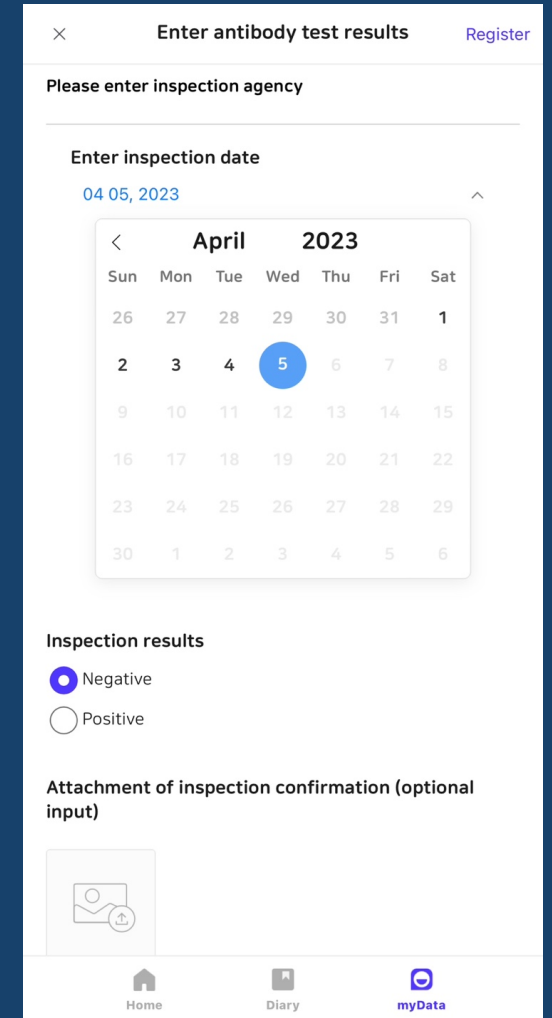 Enter antibody test results
Register
Please enter inspection agency
Enter inspection date
04 05, 2023
April 2023
Sun Mon Tue Wed Thu Fri Sat
26 27 28 29 30 31 1
2 3 4 5 6 7 8
9 10 11 12 13 14 15
16 17 18 19 20 21 22
23 24 25 26 27 28 29
30 1 2 3 4 5 6
Inspection results
Negative
Positive
Attachment of inspection confirmation (optional
input)
Home Diary myData